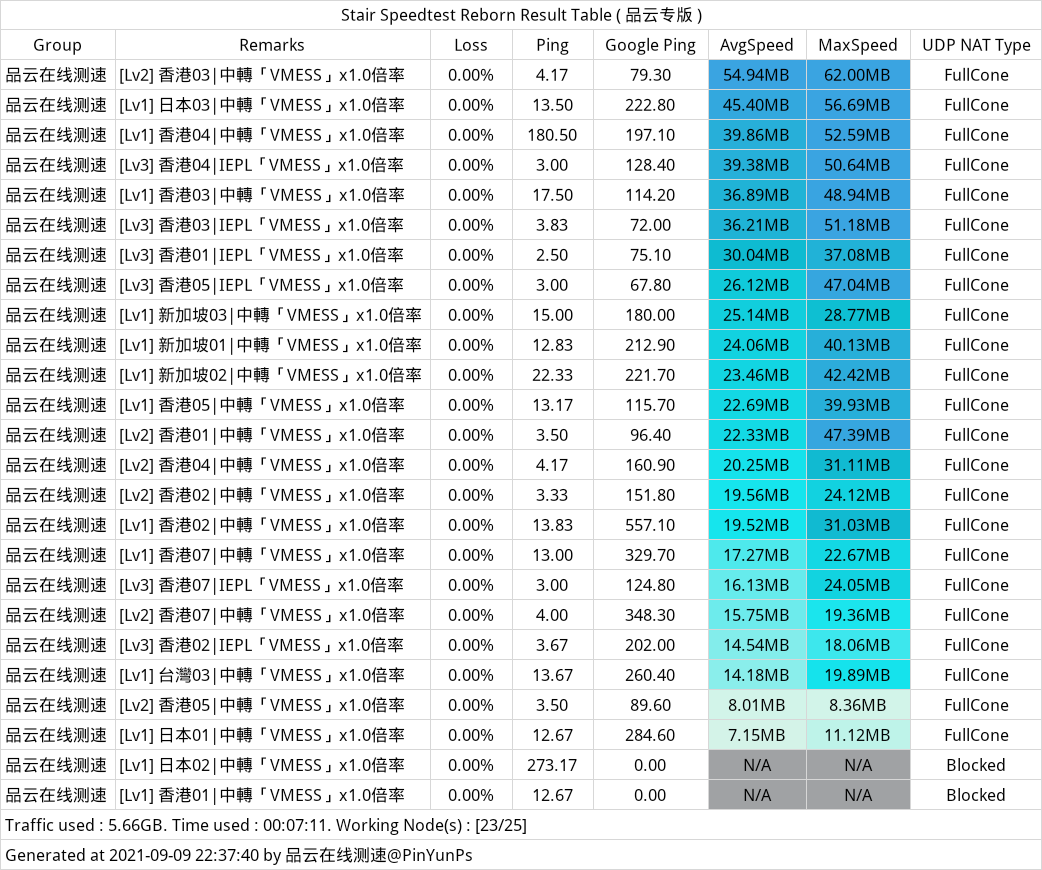 Stair Speedtest Reborn Result Table ( 品云专版 )
Group Remarks Loss Ping Google Ping AvgSpeed MaxSpeed UDP NAT Type
品云在线测速 [Lv2] 香港03|中轉「VMESS」x1.0倍率 0.00% 4.17 79.30 54.94MB 62.00MB FullCone
品云在线测速 [Lv1] 日本03|中轉「VMESS」x1.0倍率 0.00% 13.50 222.80 45.40MB 56.69MB FullCone
品云在线测速 [Lv1] 香港04|中轉「VMESS」x1.0倍率 0.00% 180.50 197.10 39.86MB 52.59MB FullCone
品云在线测速 [Lv3] 香港04|IEPL「VMESS」x1.0倍率 0.00% 3.00 128.40 39.38MB 50.64MB FullCone
品云在线测速 [Lv1] 香港03|中轉「VMESS」x1.0倍率 0.00% 17.50 114.20 36.89MB 48.94MB FullCone
品云在线测速 [Lv3] 香港03|IEPL「VMESS」x1.0倍率 0.00% 3.83 72.00 36.21MB 51.18MB FullCone
品云在线测速 [Lv3] 香港01|IEPL「VMESS」x1.0倍率 0.00% 2.50 75.10 30.04MB 37.08MB FullCone
品云在线测速 [Lv3] 香港05|IEPL「VMESS」x1.0倍率 0.00% 3.00 67.80 26.12MB 47.04MB FullCone
品云在线测速 [Lv1] 新加坡03|中轉「VMESS」x1.0倍率 0.00% 15.00 180.00 25.14MB 28.77MB FullCone
品云在线测速 [Lv1] 新加坡01|中轉「VMESS」x1.0倍率 0.00% 12.83 212.90 24.06MB 40.13MB FullCone
品云在线测速 [Lv1] 新加坡02|中轉「VMESS」x1.0倍率 0.00% 22.33 221.70 23.46MB 42.42MB FullCone
品云在线测速 [Lv1] 香港05|中轉「VMESS」x1.0倍率 0.00% 13.17 115.70 22.69MB 39.93MB FullCone
品云在线测速 [Lv2] 香港01|中轉「VMESS」x1.0倍率 0.00% 3.50 96.40 22.33MB 47.39MB FullCone
品云在线测速 [Lv2] 香港04|中轉「VMESS」x1.0倍率 0.00% 4.17 160.90 20.25MB 31.11MB FullCone
品云在线测速 [Lv2] 香港02|中轉「VMESS」x1.0倍率 0.00% 3.33 151.80 19.56MB 24.12MB FullCone
品云在线测速 [Lv1] 香港02|中轉「VMESS」x1.0倍率 0.00% 13.83 557.10 19.52MB 31.03MB FullCone
品云在线测速 [Lv1] 香港07|中轉「VMESS」x1.0倍率 0.00% 13.00 329.70 17.27MB 22.67MB FullCone
品云在线测速 [Lv3] 香港07|IEPL「VMESS」x1.0倍率 0.00% 3.00 124.80 16.13MB 24.05MB FullCone
品云在线测速 [Lv2] 香港07|中轉「VMESS」x1.0倍率 0.00% 4.00 348.30 15.75MB 19.36MB FullCone
品云在线测速 [Lv3] 香港02|IEPL「VMESS」x1.0倍率 0.00% 3.67 202.00 14.54MB 18.06MB FullCone
品云在线测速 [Lv1] 台灣03|中轉「VMESS」x1.0倍率 0.00% 13.67 260.40 14.18MB 19.89MB FullCone
品云在线测速 [Lv2] 香港05|中轉「VMESS」x1.0倍率 0.00% 3.50 89.60 8.01MB 8.36MB FullCone
品云在线测速 [Lv1] 日本01|中轉「VMESS」x1.0倍率 0.00% 12.67 284.60 7.15MB 11.12MB FullCone
品云在线测速 [Lv1] 日本02|中轉「VMESS」x1.0倍率 0.00% 273.17 0.00 N/A N/A Blocked
品云在线测速 [Lv1] 香港01|中轉「VMESS」x1.0倍率 0.00% 12.67 0.00 N/A N/A Blocked
Traffic used : 5.66GB. Time used : 00:07:11. Working Node(s) : [23/25]
Generated at 2021-09-09 22:37:40 by 品云在线测速@PinYunPs